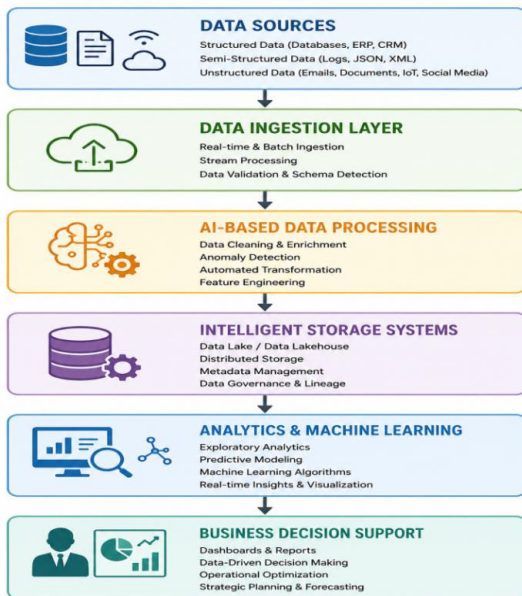 DATA SOURCES
Structured Data (Databases, ERP, CRM)
Semi-Structured Data (Logs, JSON, XML)
Unstructured Data (Emails, Documents, IoT, Social Media)
DATA INGESTION LAYER
Real-time & Batch Ingestion
Stream Processing
Data Validation & Schema Detection
AI-BASED DATA PROCESSING
Data Cleaning & Enrichment
Anomaly Detection
Automated Transformation
Feature Engineering
INTELLIGENT STORAGE SYSTEMS
Data Lake / Data Lakehouse
Distributed Storage
Metadata Management
Data Governance & Lineage
ANALYTICS & MACHINE LEARNING
Exploratory Analytics
Predictive Modeling
Machine Learning Algorithms
Real-time Insights & Visualization
BUSINESS DECISION SUPPORT
Dashboards & Reports
Data-Driven Decision Making
Operational Optimization
Strategic Planning & Forecasting